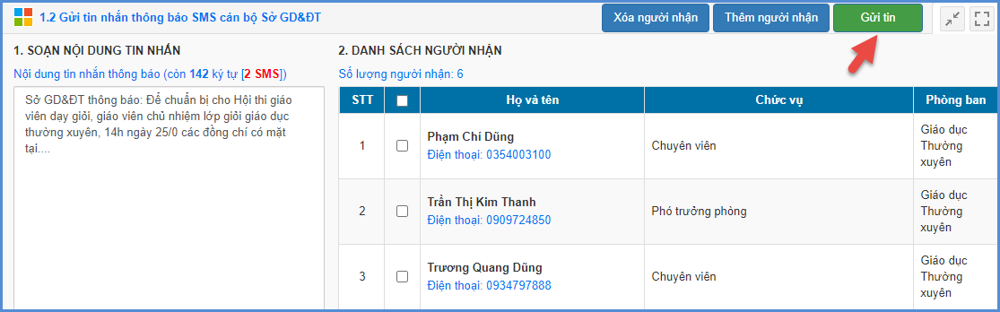 1.2 Gửi tin nhắn thông báo SMS cán bộ Sở GD&ĐT
Xóa người nhận
Thêm người nhận
Gửi tin
1. SOẠN NỘI DUNG TIN NHẮN
Nội dung tin nhắn thông báo (còn 142 ký tự [2 SMS])
Sở GD&ĐT thông báo: Để chuẩn bị cho Hội thi giáo
viên dạy giỏi, giáo viên chủ nhiệm lớp giỏi giáo dục
thường xuyên, 14h ngày 25/0 các đồng chí có mặt
tại....
2. DANH SÁCH NGƯỜI NHẬN
Số lượng người nhận: 6
STT Họ và tên Chức vụ Phòng ban
1
Phạm Chí Dũng
Điện thoại: 0354003100
Chuyên viên
Giáo dục
Thường
xuyên
2
Trần Thị Kim Thanh
Điện thoại: 0909724850
Phó trưởng phòng
Giáo dục
Thường
xuyên
3
Trương Quang Dũng
Điện thoại: 0934797888
Chuyên viên
Giáo dục
Thường
xuyên